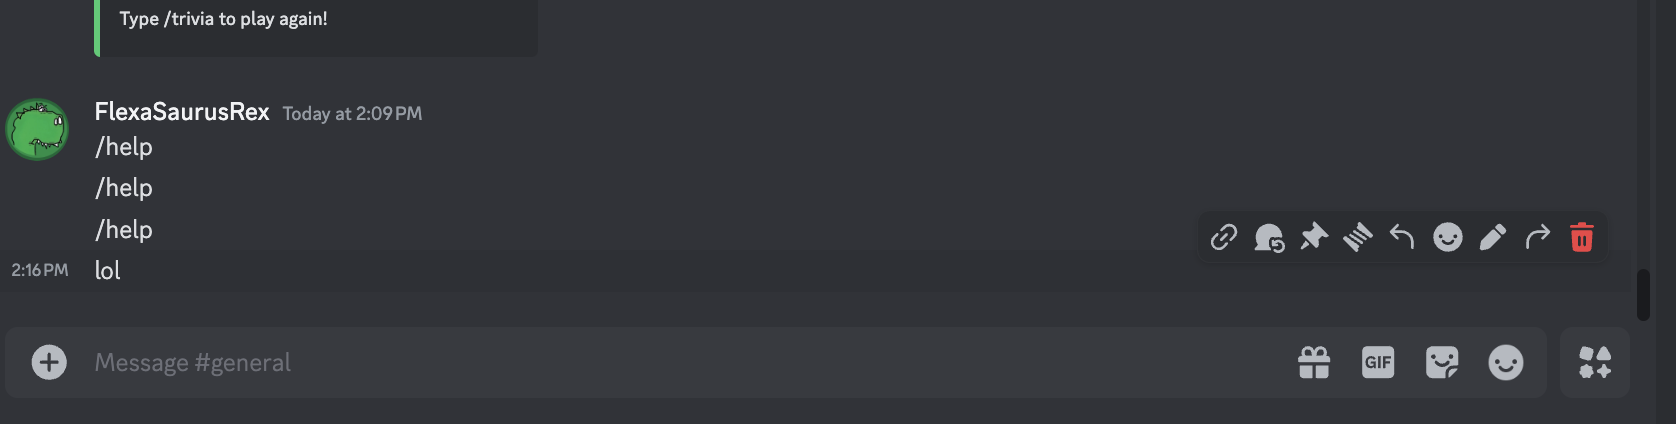 Type /trivia to play again!
FlexaSaurusRex Today at 2:09 PM
/help
/help
/help
2:16 PM lol
Message #general
GIF